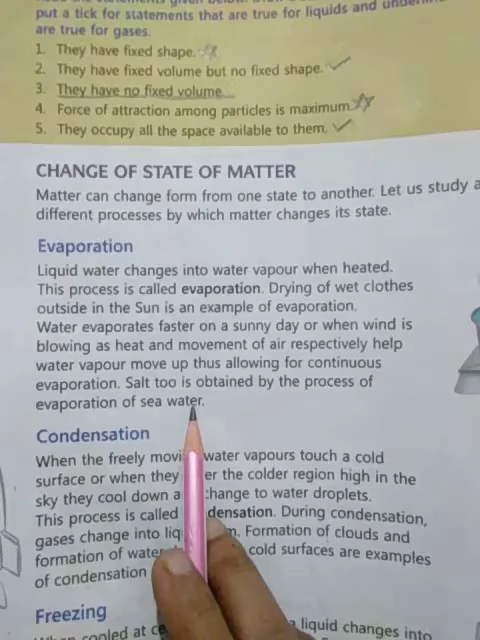 put a tick for statements that are true for liquids and
are true for gases.
1. They have fixed shape.
2. They have fixed volume but no fixed shape.
3. They have no fixed volume.
4. Force of attraction among particles is maximum.
5. They occupy all the space available to them.
CHANGE OF STATE OF MATTER
Matter can change form from one state to another. Let us study
different processes by which matter changes its state.
Evaporation
Liquid water changes into water vapour when heated.
This process is called evaporation. Drying of wet clothes
outside in the Sun is an example of evaporation.
Water evaporates faster on a sunny day or when wind is
blowing as heat and movement of air respectively help
water vapour move up thus allowing for continuous
evaporation. Salt too is obtained by the process of
evaporation of sea water.
Condensation
When the freely water vapours touch a cold
surface or when they the colder region high in the
sky they cool down change to water droplets.
This process is called densation. During condensation,
gases change into Formation of clouds and
formation of water cold surfaces are examples
of condensation
Freezing
cooled at liquid changes into